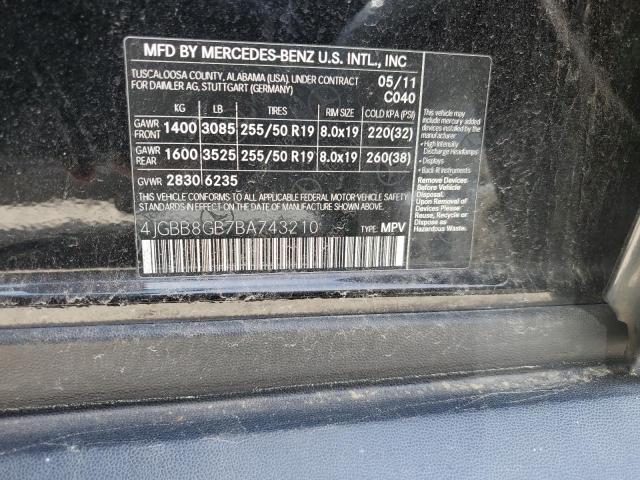 MFD BY MERCEDES-BENZ U.S. INTL., INC
TUSCALOOSA COUNTY, ALABAMA (USA), UNDER CONTRACT
FOR DAIMLER AG, STUTTGART (GERMANY)
05/11
C040
KG LB TIRES RIM SIZE COLD KPA (PSI)
GAWR FRONT 1400 3085 255/50 R19 8.0x19 220(32)
GAWR REAR 1600 3525 255/50 R19 8.0x19 260(38)
GVWR 2830 6235
THIS VEHICLE CONFORMS TO ALL APPLICABLE FEDERAL MOTOR VEHICLE SAFETY
STANDARDS IN EFFECT ON THE DATE OF MANUFACTURE SHOWN ABOVE.
4JGBB8GB7BA743210 TYPE: MPV
This vehicle may
include mercury added
devices installed by the
manufacturer:
• High Intensity
Discharge Headlamps
• Displays
• Back lit instruments
Remove Devices
Before Vehicle
Disposal.
Upon Removal of
Devices Please
Reuse, Recycle or
Dispose as
Hazardous Waste.